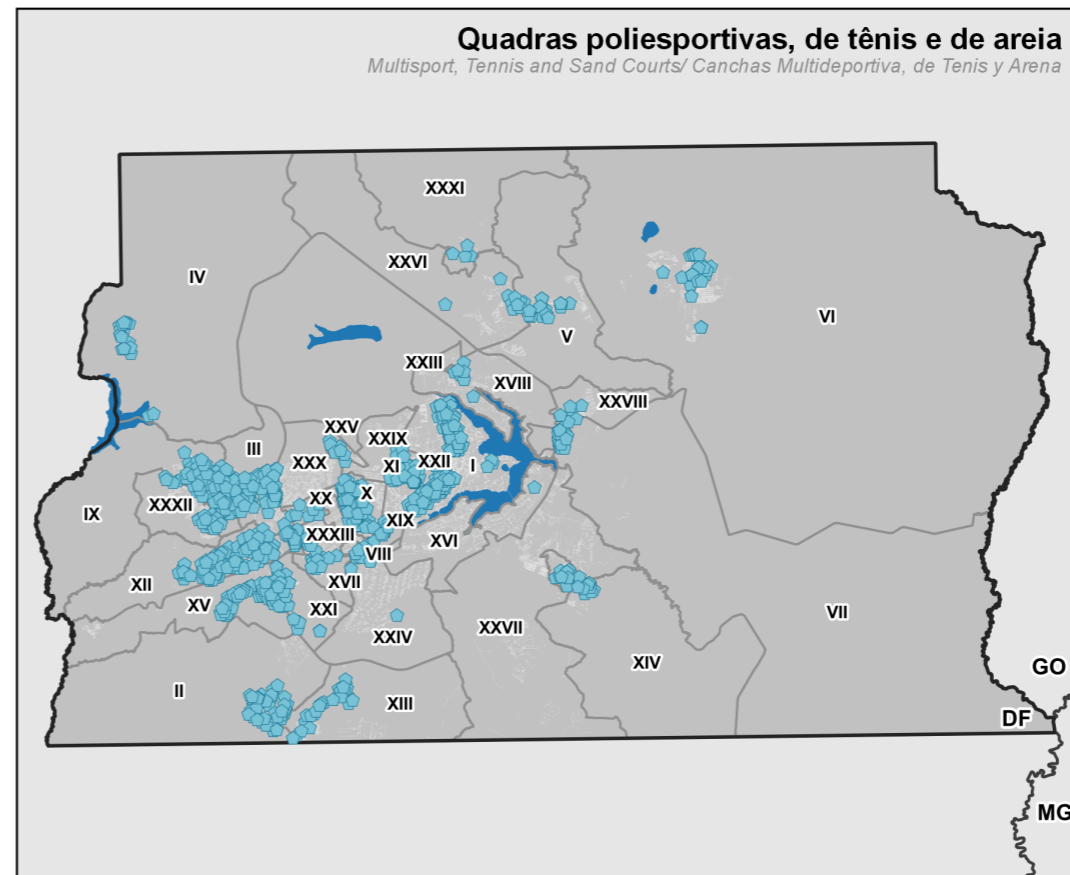 Quadras poliesportivas, de tênis e de areia
Multisport, Tennis and Sand Courts/ Canchas Multideportiva, de Tenis y Arena
XXXI
XXVI
IV
VI
V
XXIII
XVIII
XXVIII
XXV
XXIX
III
XXX
XI
XXII
I
XXXII
XX
X
IX
XIX
XXXIII
XVI
VIII
XII
XVII
XV
XXI
XXIV
XXVII
VII
XIV
II
XIII
GO
DF
MG